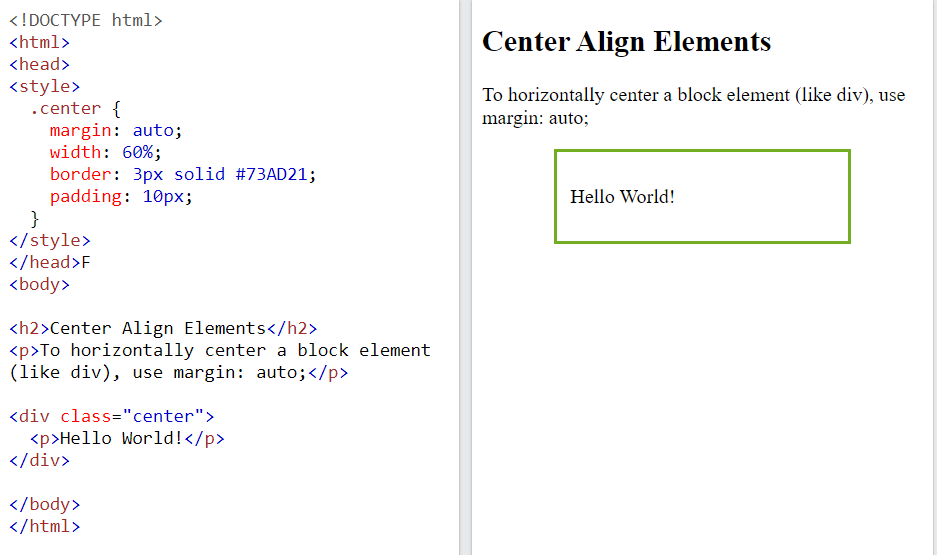 <!DOCTYPE html>
<html>
<head>
<style>
  .center {
    margin: auto;
    width: 60%;
    border: 3px solid #73AD21;
    padding: 10px;
  }
</style>
</head>F
<body>

<h2>Center Align Elements</h2>
<p>To horizontally center a block element
(like div), use margin: auto;</p>

<div class="center">
  <p>Hello World!</p>
</div>

</body>
</html>
Center Align Elements
To horizontally center a block element (like div), use
margin: auto;
Hello World!